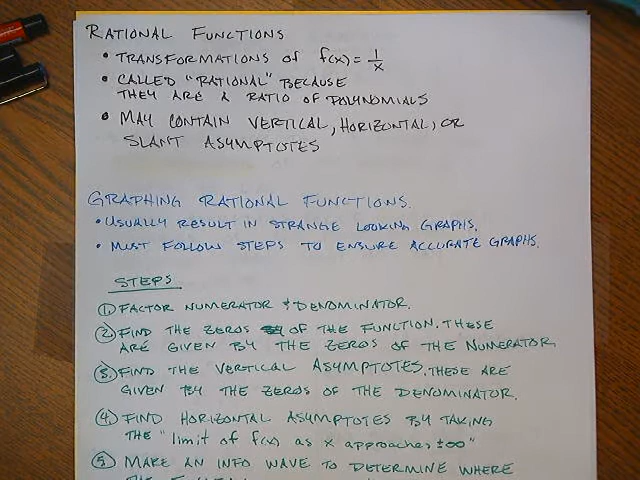 RATIONAL FUNCTIONS
• TRANSFORMATIONS of f(x) = 1/x
• CALLED "RATIONAL" BECAUSE
THEY ARE A RATIO OF POLYNOMIALS
• MAY CONTAIN VERTICAL, HORIZONTAL, OR
SLANT ASYMPTOTES
GRAPHING RATIONAL FUNCTIONS.
• USUALLY RESULT IN STRANGE LOOKING GRAPHS.
• MUST FOLLOW STEPS TO ENSURE ACCURATE GRAPHS.
STEPS
① FACTOR NUMERATOR & DENOMINATOR.
② FIND THE ZEROS OF THE FUNCTION. THESE
ARE GIVEN BY THE ZEROS OF THE NUMERATOR
③ FIND THE VERTICAL ASYMPTOTES. THESE ARE
GIVEN BY THE ZEROS OF THE DENOMINATOR.
④ FIND HORIZONTAL ASYMPTOTES BY TAKING
THE "limit of f(x) as x approaches ±∞"
⑤ MAKE AN INFO WAVE TO DETERMINE WHERE